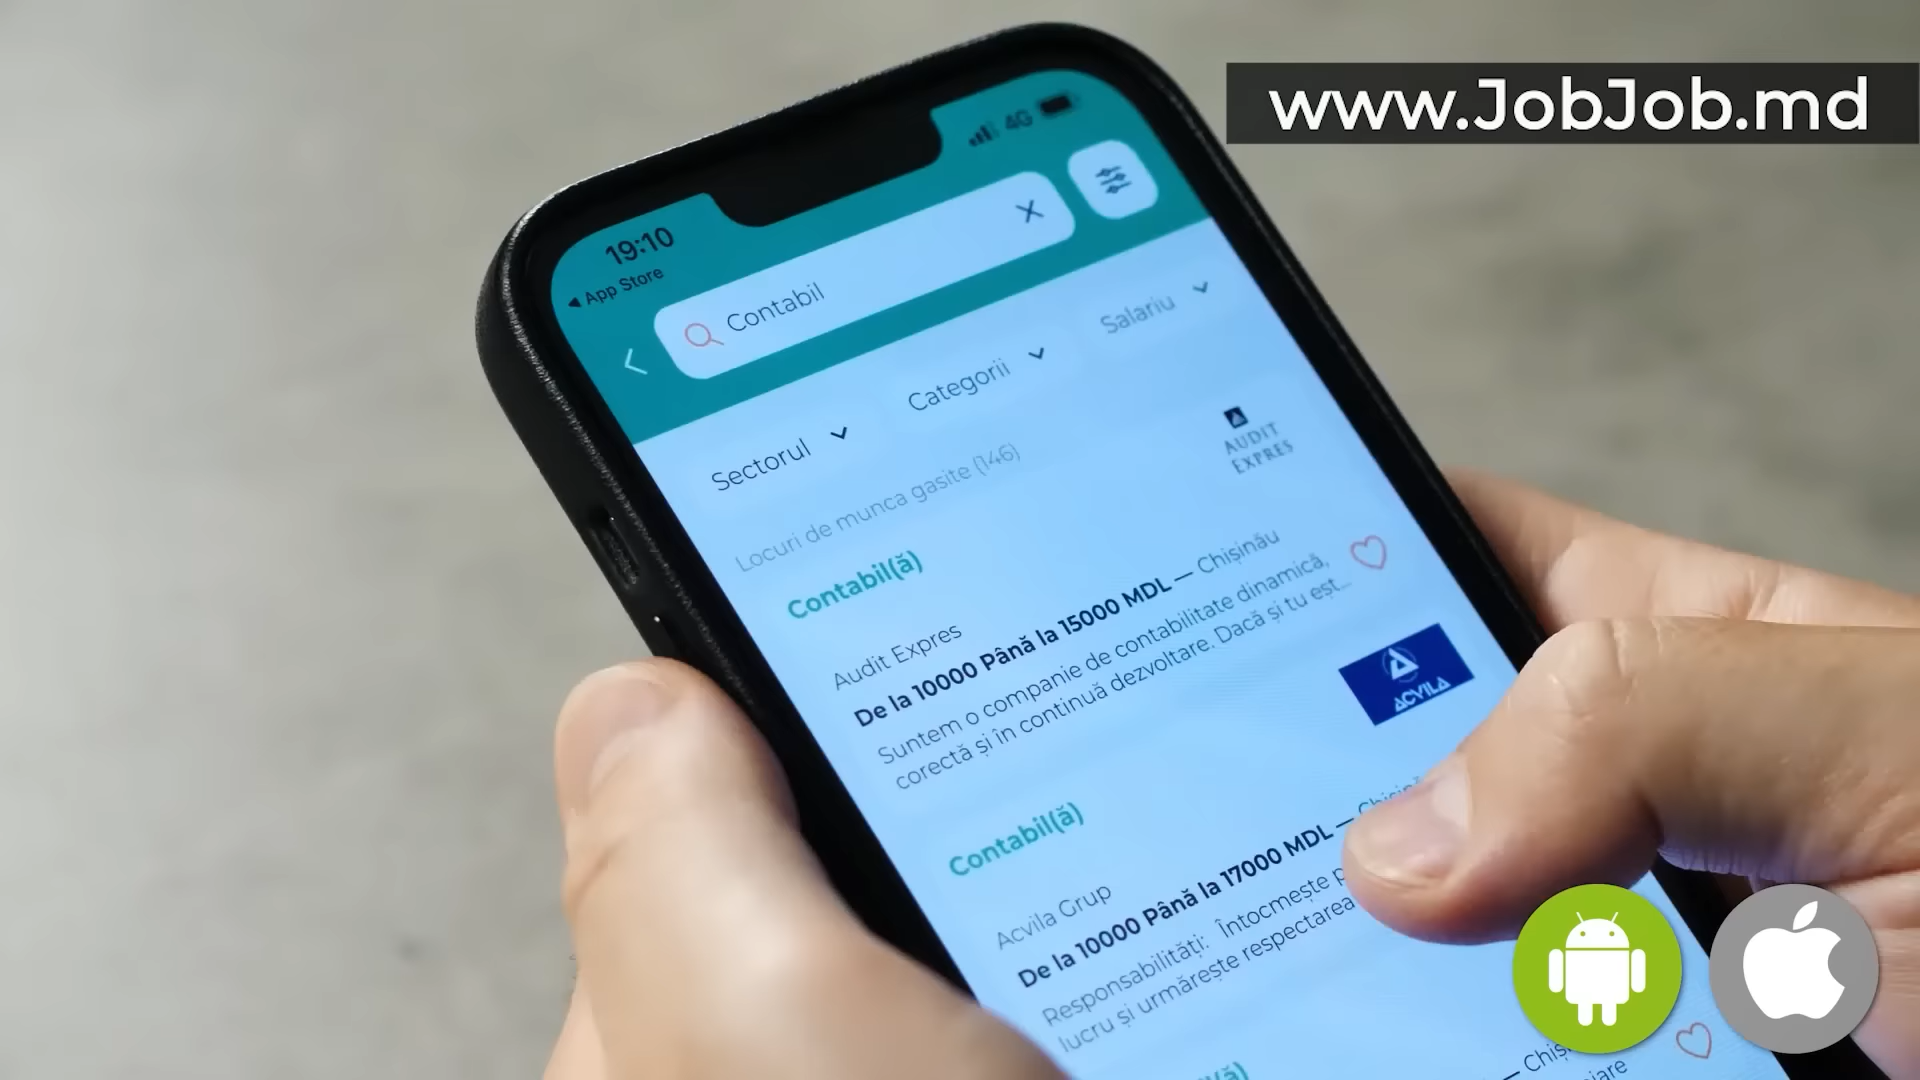 www.JobJob.md
19:10
4G
App Store
Contabil
Sectorul
Categorii
Salariu
Locuri de munca gasite (146)
AUDIT
EXPRES
Contabil(ă)
Audit Expres
De la 10000 Până la 15000 MDL — Chișinău
Suntem o companie de contabilitate dinamică,
corectă și în continuă dezvoltare. Dacă și tu eșt...
ACVILA
Contabil(ă)
Acvila Grup
De la 10000 Până la 17000 MDL —
Responsabilități: Întocmește
lucru și urmărește respectarea